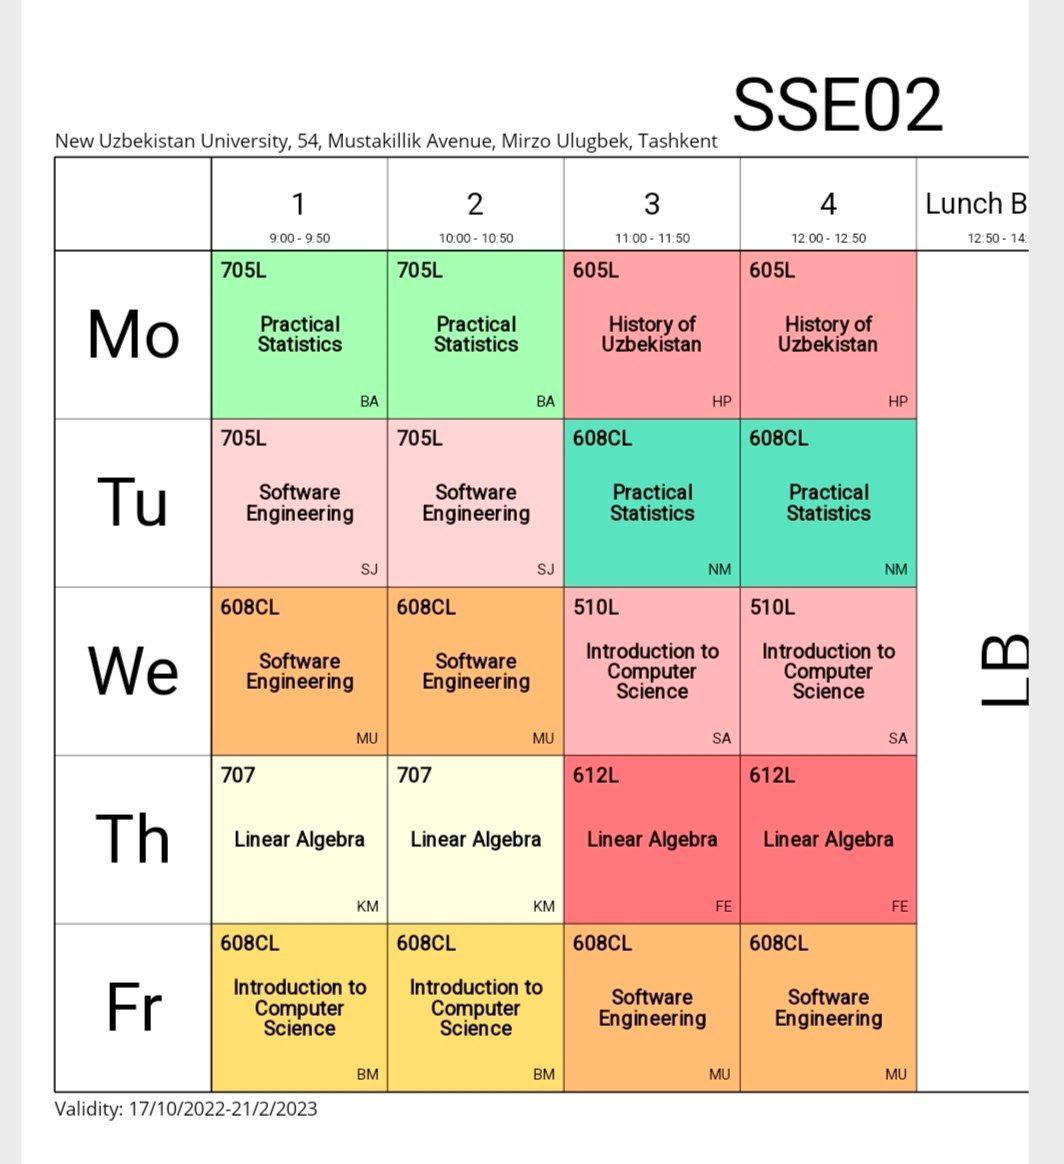 SSE02
New Uzbekistan University, 54, Mustakillik Avenue, Mirzo Ulugbek, Tashkent
1
9:00 - 9:50
2
10:00 - 10:50
3
11:00 - 11:50
4
12:00 - 12:50
Lunch B
12:50 - 14:
Mo
705L
Practical
Statistics
BA
705L
Practical
Statistics
BA
605L
History of
Uzbekistan
HP
605L
History of
Uzbekistan
HP
Tu
705L
Software
Engineering
SJ
705L
Software
Engineering
SJ
608CL
Practical
Statistics
NM
608CL
Practical
Statistics
NM
We
608CL
Software
Engineering
MU
608CL
Software
Engineering
MU
510L
Introduction to
Computer
Science
SA
510L
Introduction to
Computer
Science
SA
LB
Th
707
Linear Algebra
KM
707
Linear Algebra
KM
612L
Linear Algebra
FE
612L
Linear Algebra
FE
Fr
608CL
Introduction to
Computer
Science
BM
608CL
Introduction to
Computer
Science
BM
608CL
Software
Engineering
MU
608CL
Software
Engineering
MU
Validity: 17/10/2022-21/2/2023